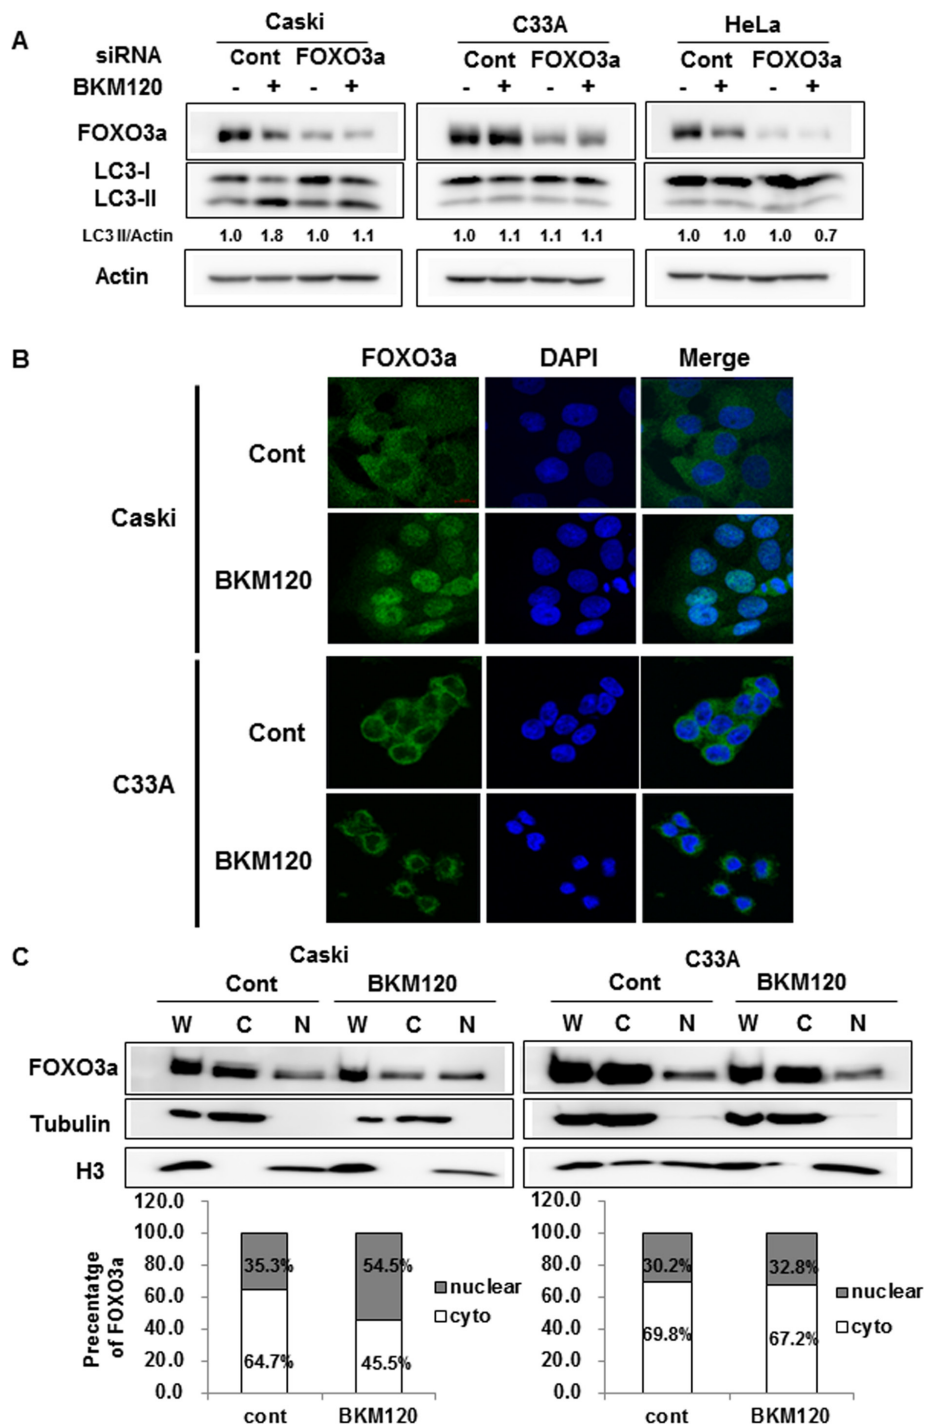 A
Caski
C33A
HeLa
siRNA
Cont FOXO3a
Cont FOXO3a
Cont FOXO3a
BKM120
- + - +
- + - +
- + - +
FOXO3a
LC3-I
LC3-II
LC3 II/Actin
1.0 1.8 1.0 1.1
1.0 1.1 1.1 1.1
1.0 1.0 1.0 0.7
Actin
B
FOXO3a DAPI Merge
Caski
Cont
BKM120
C33A
Cont
BKM120
C
Caski
C33A
Cont BKM120
Cont BKM120
W C N W C N
W C N W C N
FOXO3a
Tubulin
H3
Precentatge
of FOXO3a
120.0
100.0
80.0
60.0
40.0
20.0
0.0
35.3% 54.5%
64.7% 45.5%
nuclear
cyto
cont BKM120
120.0
100.0
80.0
60.0
40.0
20.0
0.0
30.2% 32.8%
69.8% 67.2%
nuclear
cyto
cont BKM120